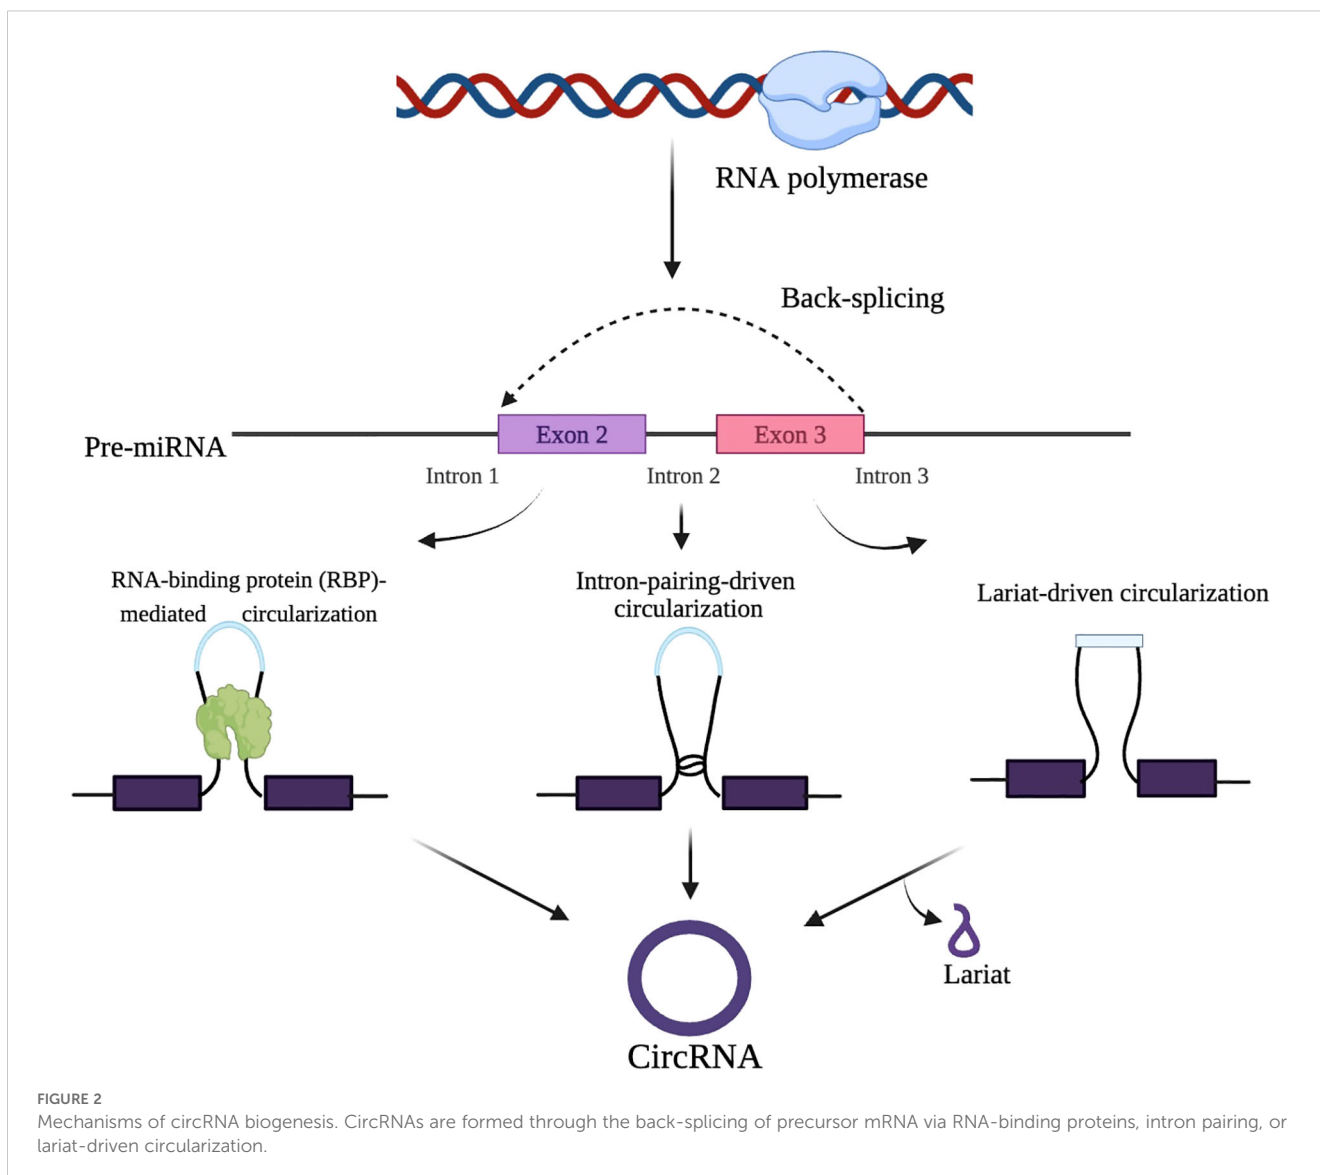 RNA polymerase
Back-splicing
Pre-miRNA
Exon 2
Exon 3
Intron 1
Intron 2
Intron 3
RNA-binding protein (RBP)-
mediated circularization
Intron-pairing-driven
circularization
Lariat-driven circularization
Lariat
CircRNA
FIGURE 2
Mechanisms of circRNA biogenesis. CircRNAs are formed through the back-splicing of precursor mRNA via RNA-binding proteins, intron pairing, or
lariat-driven circularization.